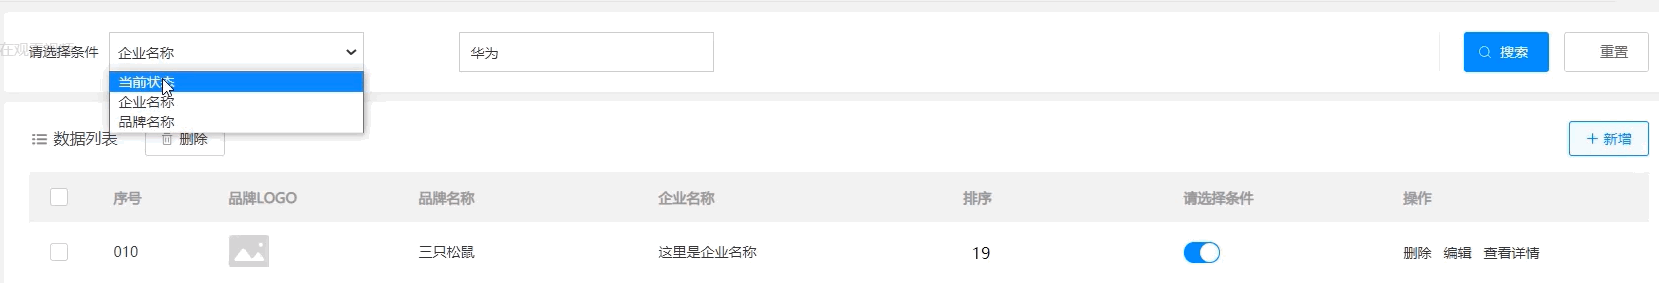 请选择条件 企业名称 华为 搜索 重置
当前状态
企业名称
品牌名称
数据列表 删除 新增
序号 品牌LOGO 品牌名称 企业名称 排序 请选择条件 操作
010 三只松鼠 这里是企业名称 19 删除 编辑 查看详情